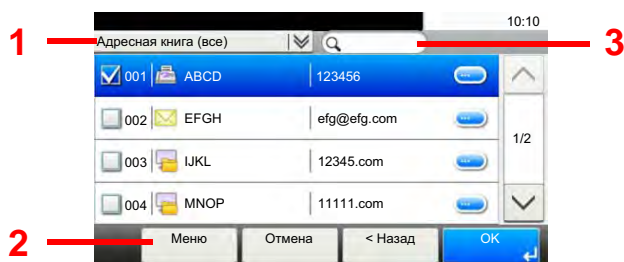 10:10
1 Адресная книга (все) 3
001 ABCD 123456
002 EFGH efg@efg.com
1/2
003 IJKL 12345.com
004 MNOP 11111.com
2 Меню Отмена < Назад OK